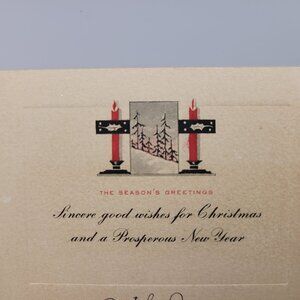 THE SEASON'S GREETINGS
Sincere good wishes for Christmas
and a Prosperous New Year